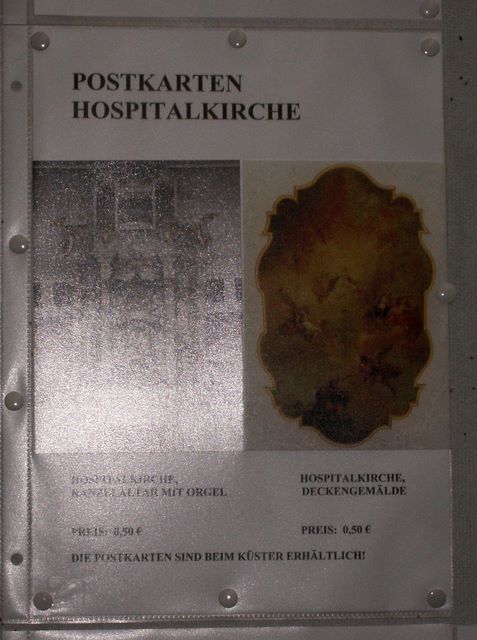 POSTKARTEN
HOSPITALKIRCHE
HOSPITALKIRCHE,
KANZELALTAR MIT ORGEL
PREIS: 0,50 €
HOSPITALKIRCHE,
DECKENGEMÄLDE
PREIS: 0,50 €
DIE POSTKARTEN SIND BEIM KÜSTER ERHÄLTLICH!